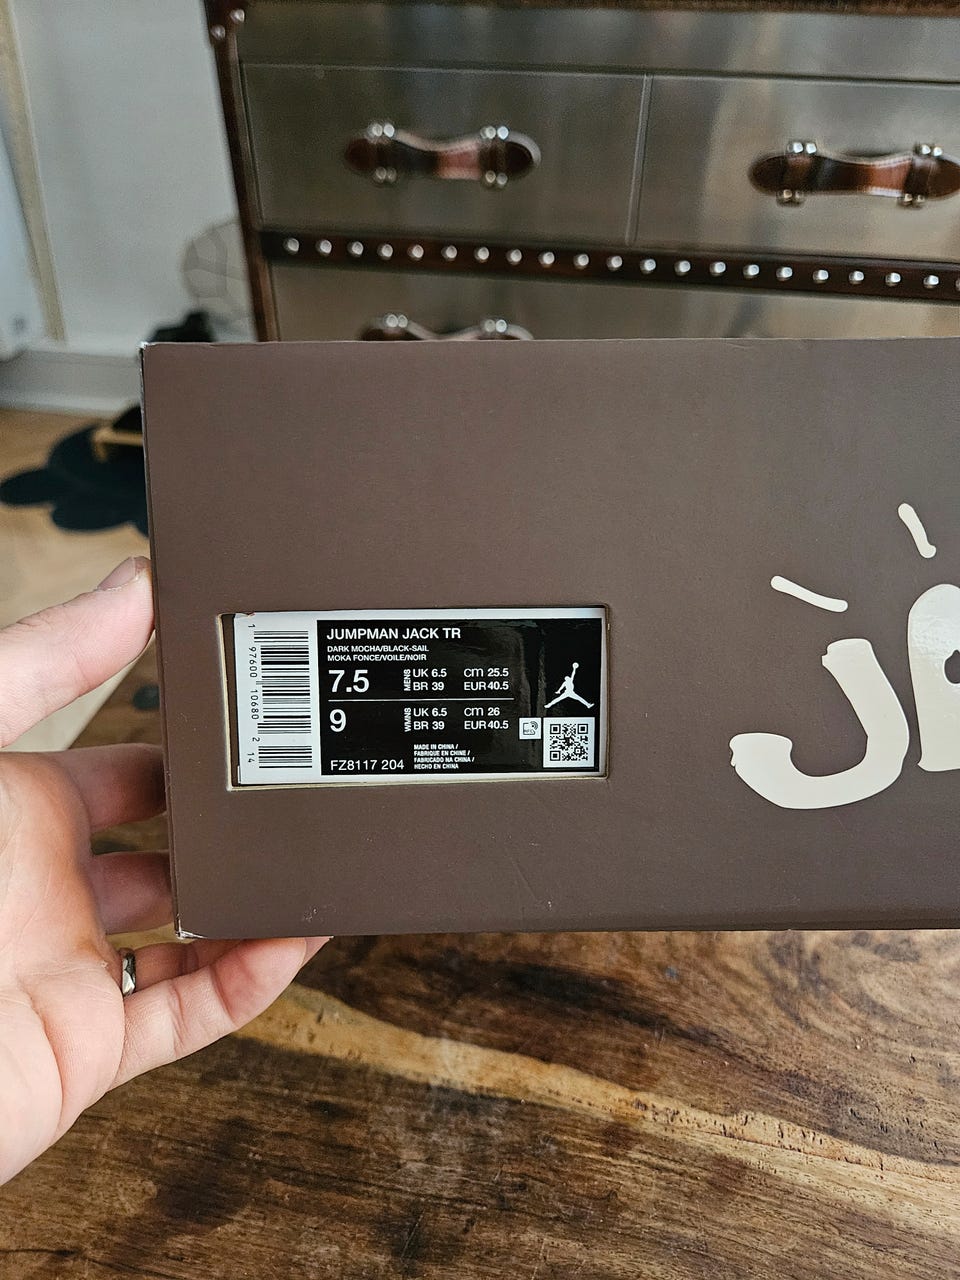 JUMPMAN JACK TR
DARK MOCHA/BLACK-SAIL
MOKA FONCE/VOILE/NOIR
7.5 MENS UK 6.5 cm 25.5
BR 39 EUR 40.5
9 WMNS UK 6.5 cm 26
BR 39 EUR 40.5
MADE IN CHINA /
FABRIQUE EN CHINE /
FABRICADO NA CHINA /
HECHO EN CHINA
FZ8117 204
1 97600 10680 2 14
J